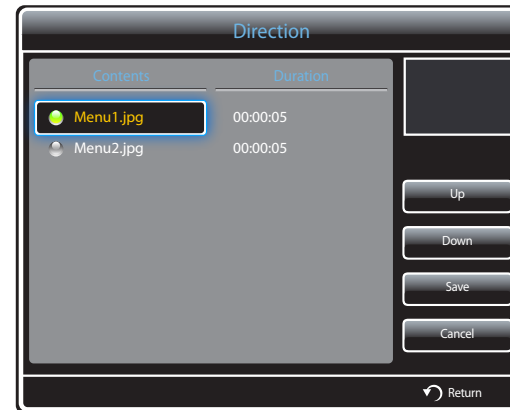 Direction
Contents Duration
Menu1.jpg 00:00:05
Menu2.jpg 00:00:05
Up
Down
Save
Cancel
Return